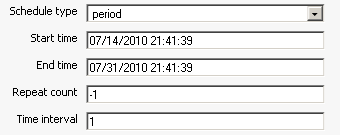 Schedule type period
Start time 07/14/2010 21:41:39
End time 07/31/2010 21:41:39
Repeat count -1
Time interval 1